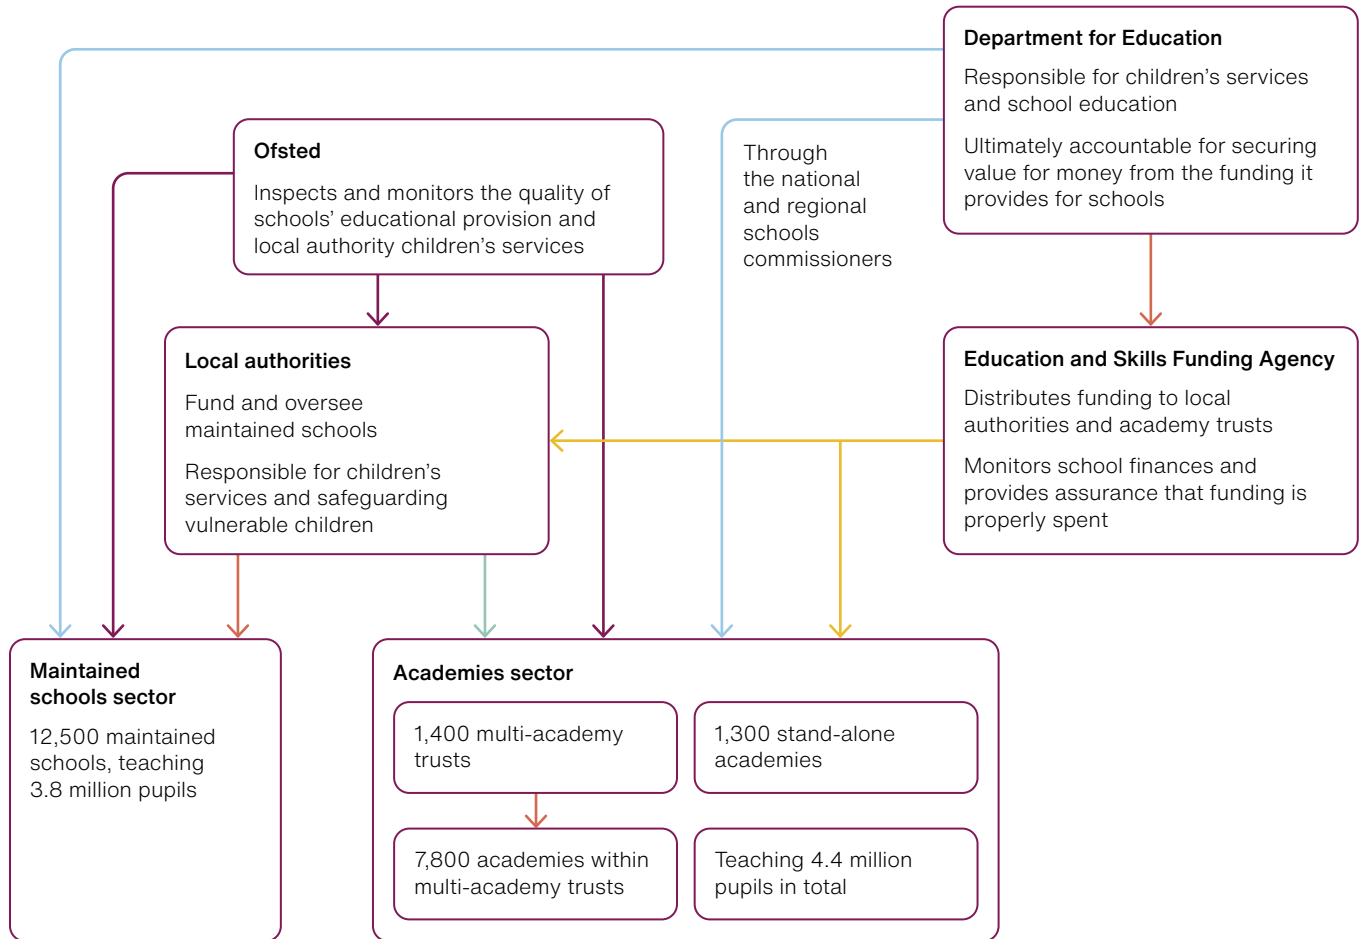 Department for Education
Responsible for children’s services
and school education
Ultimately accountable for securing
value for money from the funding it
provides for schools
Ofsted
Inspects and monitors the quality of
schools’ educational provision and
local authority children’s services
Through
the national
and regional
schools
commissioners
Local authorities
Fund and oversee
maintained schools
Responsible for children’s
services and safeguarding
vulnerable children
Education and Skills Funding Agency
Distributes funding to local
authorities and academy trusts
Monitors school finances and
provides assurance that funding is
properly spent
Maintained
schools sector
12,500 maintained
schools, teaching
3.8 million pupils
Academies sector
1,400 multi-academy
trusts
1,300 stand-alone
academies
7,800 academies within
multi-academy trusts
Teaching 4.4 million
pupils in total